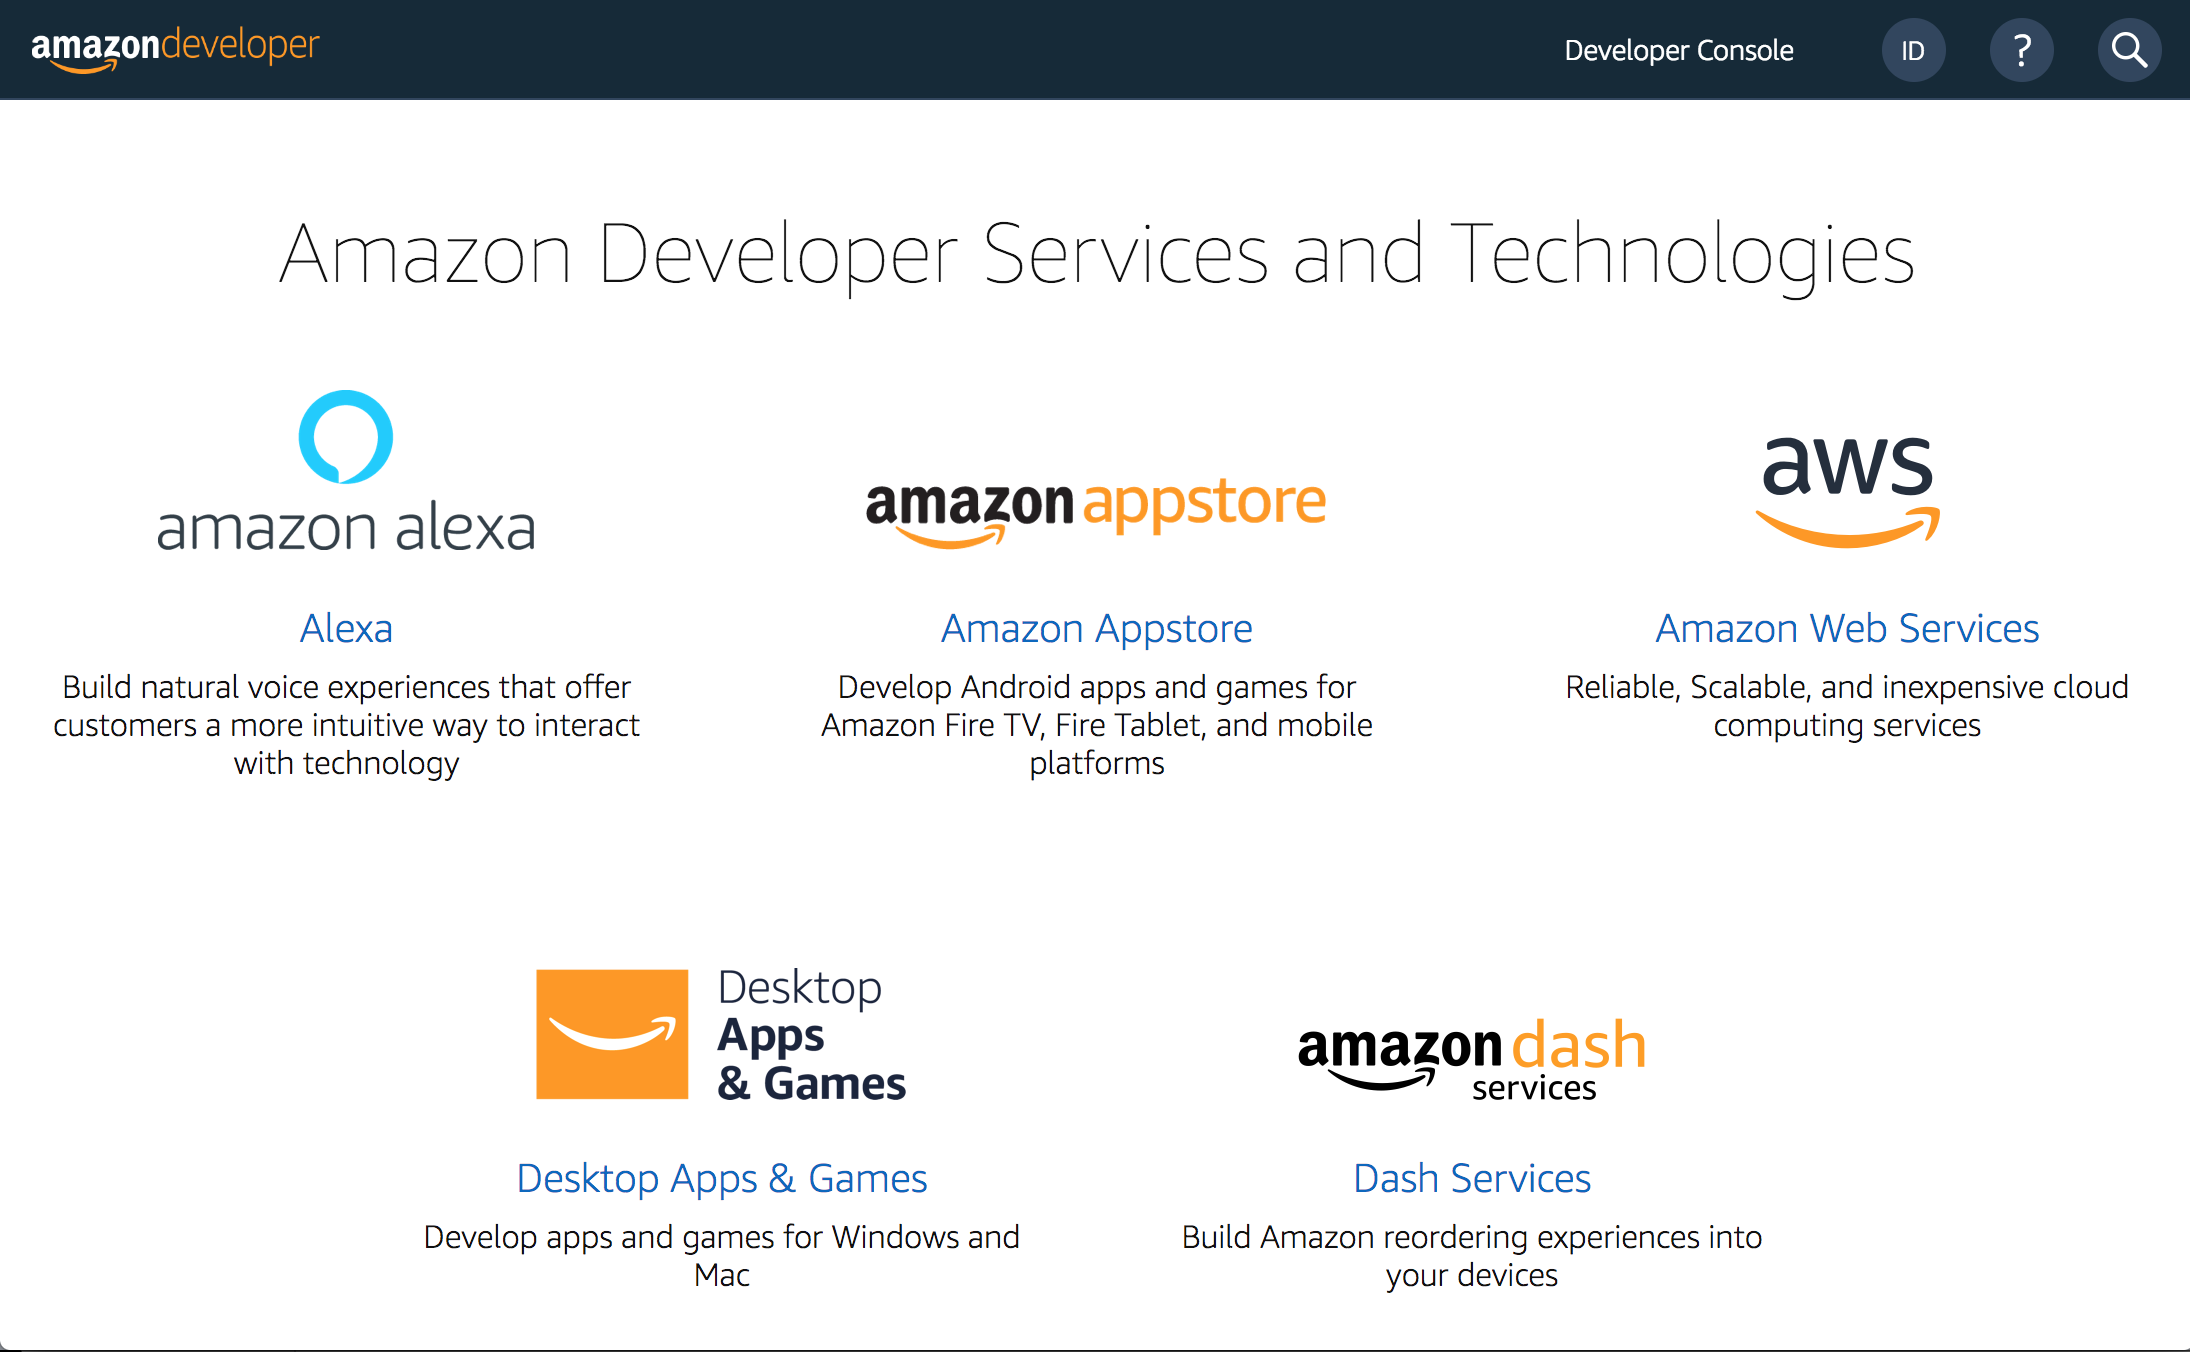 amazondeveloper
Developer Console
ID
?
Amazon Developer Services and Technologies
amazon alexa
amazon appstore
aws
Alexa
Build natural voice experiences that offer
customers a more intuitive way to interact
with technology
Amazon Appstore
Develop Android apps and games for
Amazon Fire TV, Fire Tablet, and mobile
platforms
Amazon Web Services
Reliable, Scalable, and inexpensive cloud
computing services
Desktop
Apps
& Games
amazon dash
services
Desktop Apps & Games
Develop apps and games for Windows and
Mac
Dash Services
Build Amazon reordering experiences into
your devices